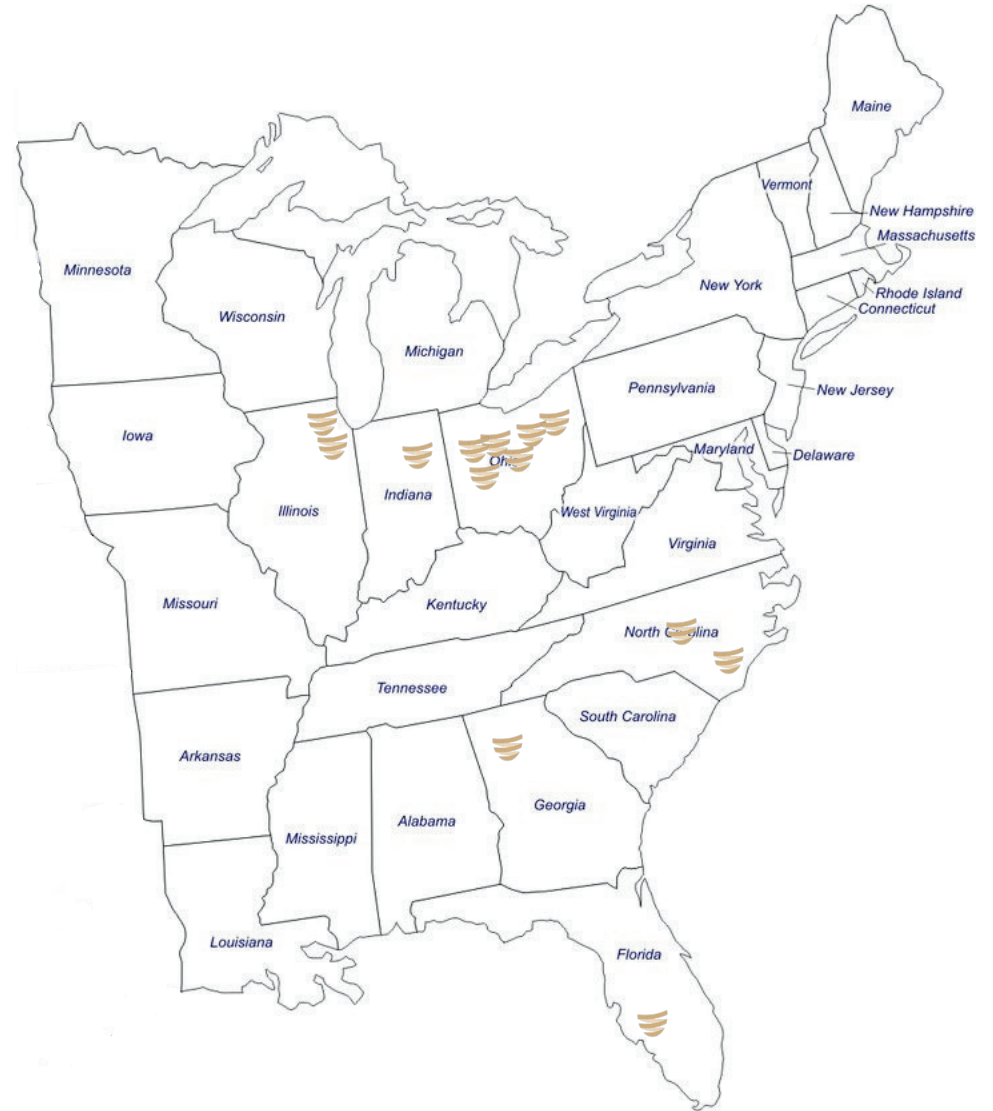 Maine
Vermont
New Hampshire
Massachusetts
Minnesota
New York
Rhode Island
Connecticut
Wisconsin
Michigan
Pennsylvania
New Jersey
Iowa
Maryland
Delaware
Indiana
Illinois
West Virginia
Virginia
Missouri
Kentucky
North
Tennessee
South Carolina
Arkansas
Georgia
Alabama
Mississippi
Louisiana
Florida